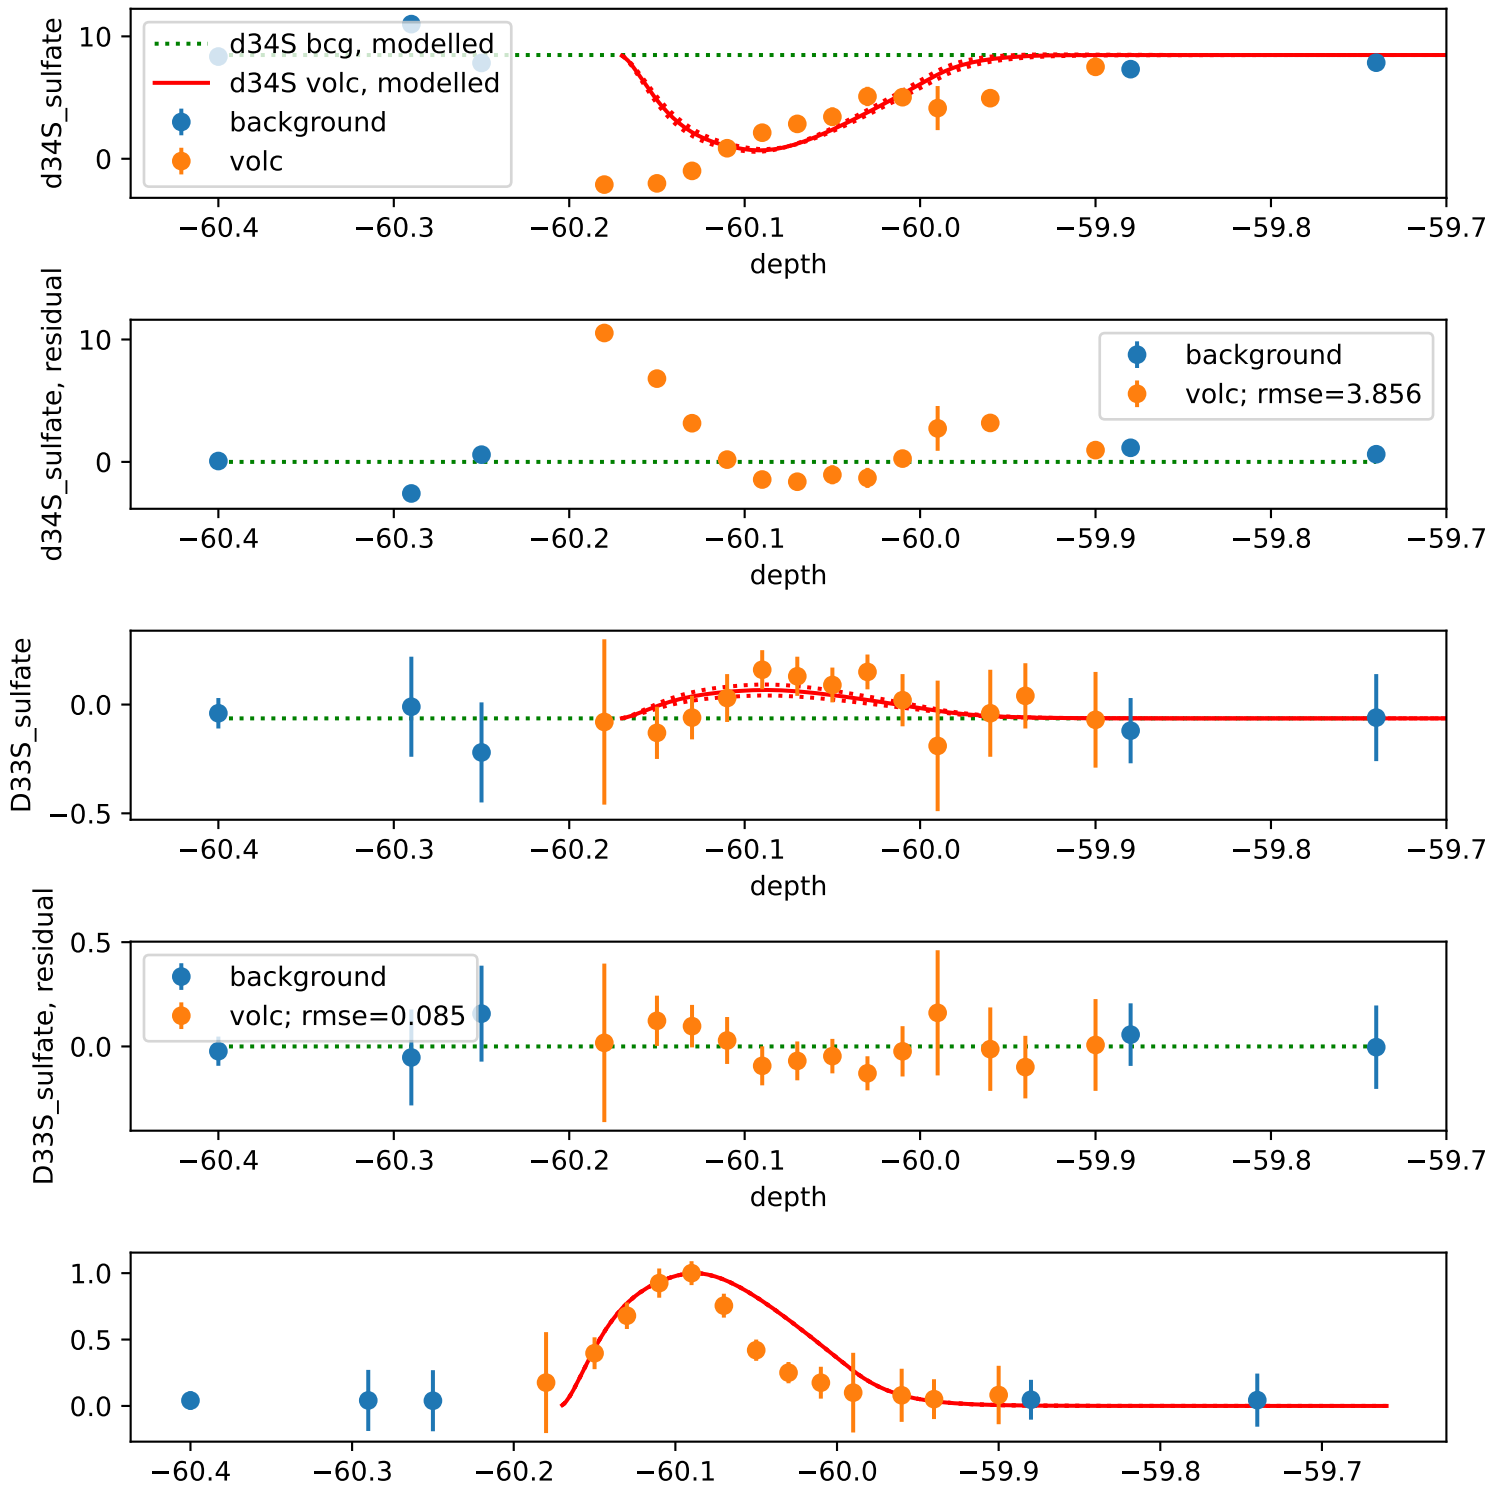 d34S_sulfate
10
0
d34S bcg, modelled
d34S volc, modelled
background
volc
−60.4 −60.3 −60.2 −60.1 −60.0 −59.9 −59.8 −59.7
depth
d34S_sulfate, residual
10
0
background
volc; rmse=3.856
−60.4 −60.3 −60.2 −60.1 −60.0 −59.9 −59.8 −59.7
depth
D33S_sulfate
0.0
−0.5
−60.4 −60.3 −60.2 −60.1 −60.0 −59.9 −59.8 −59.7
depth
D33S_sulfate, residual
0.5
0.0
background
volc; rmse=0.085
−60.4 −60.3 −60.2 −60.1 −60.0 −59.9 −59.8 −59.7
depth
1.0
0.5
0.0
−60.4 −60.3 −60.2 −60.1 −60.0 −59.9 −59.8 −59.7